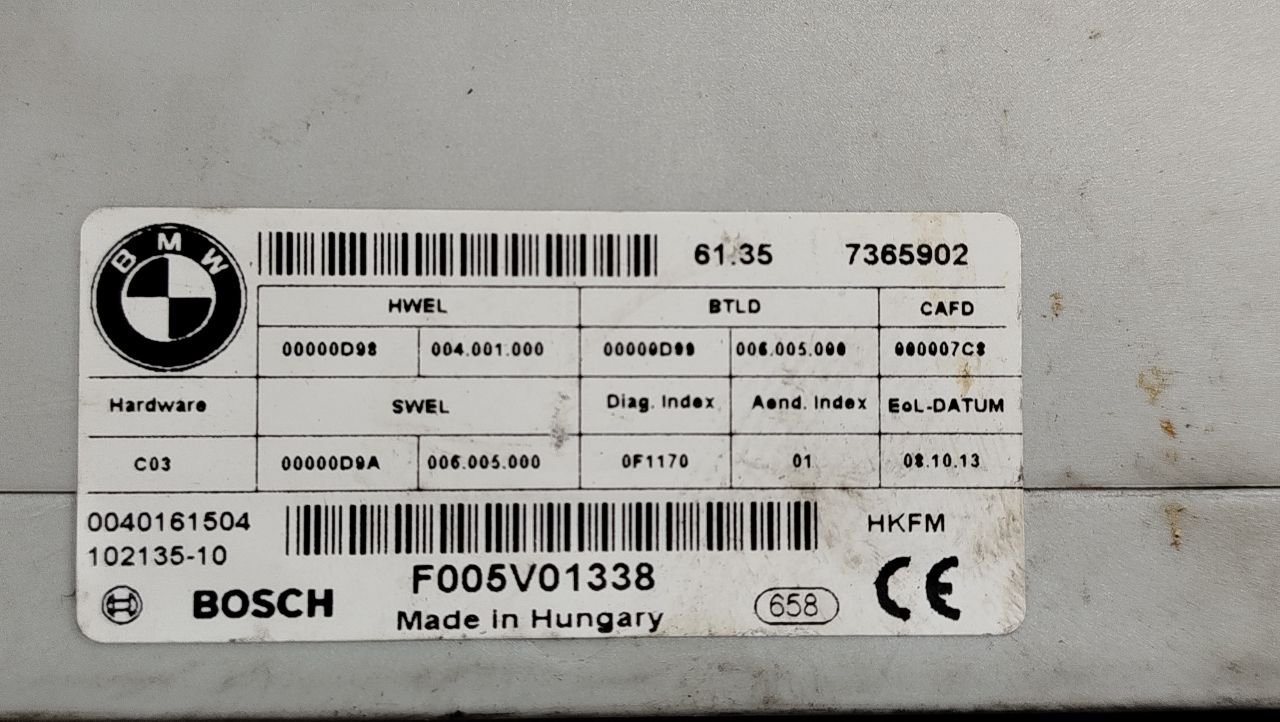 BMW
61.35 7365902
HWEL BTLD CAFD
00000D98 004.001.000 00000D99 006.005.000 000007C8
Hardware SWEL Diag. Index Aend. Index EoL-DATUM
C03 00000D9A 006.005.000 0F1170 01 08.10.13
0040161504 HKFM
102135-10
F005V01338
BOSCH Made in Hungary 658 CE